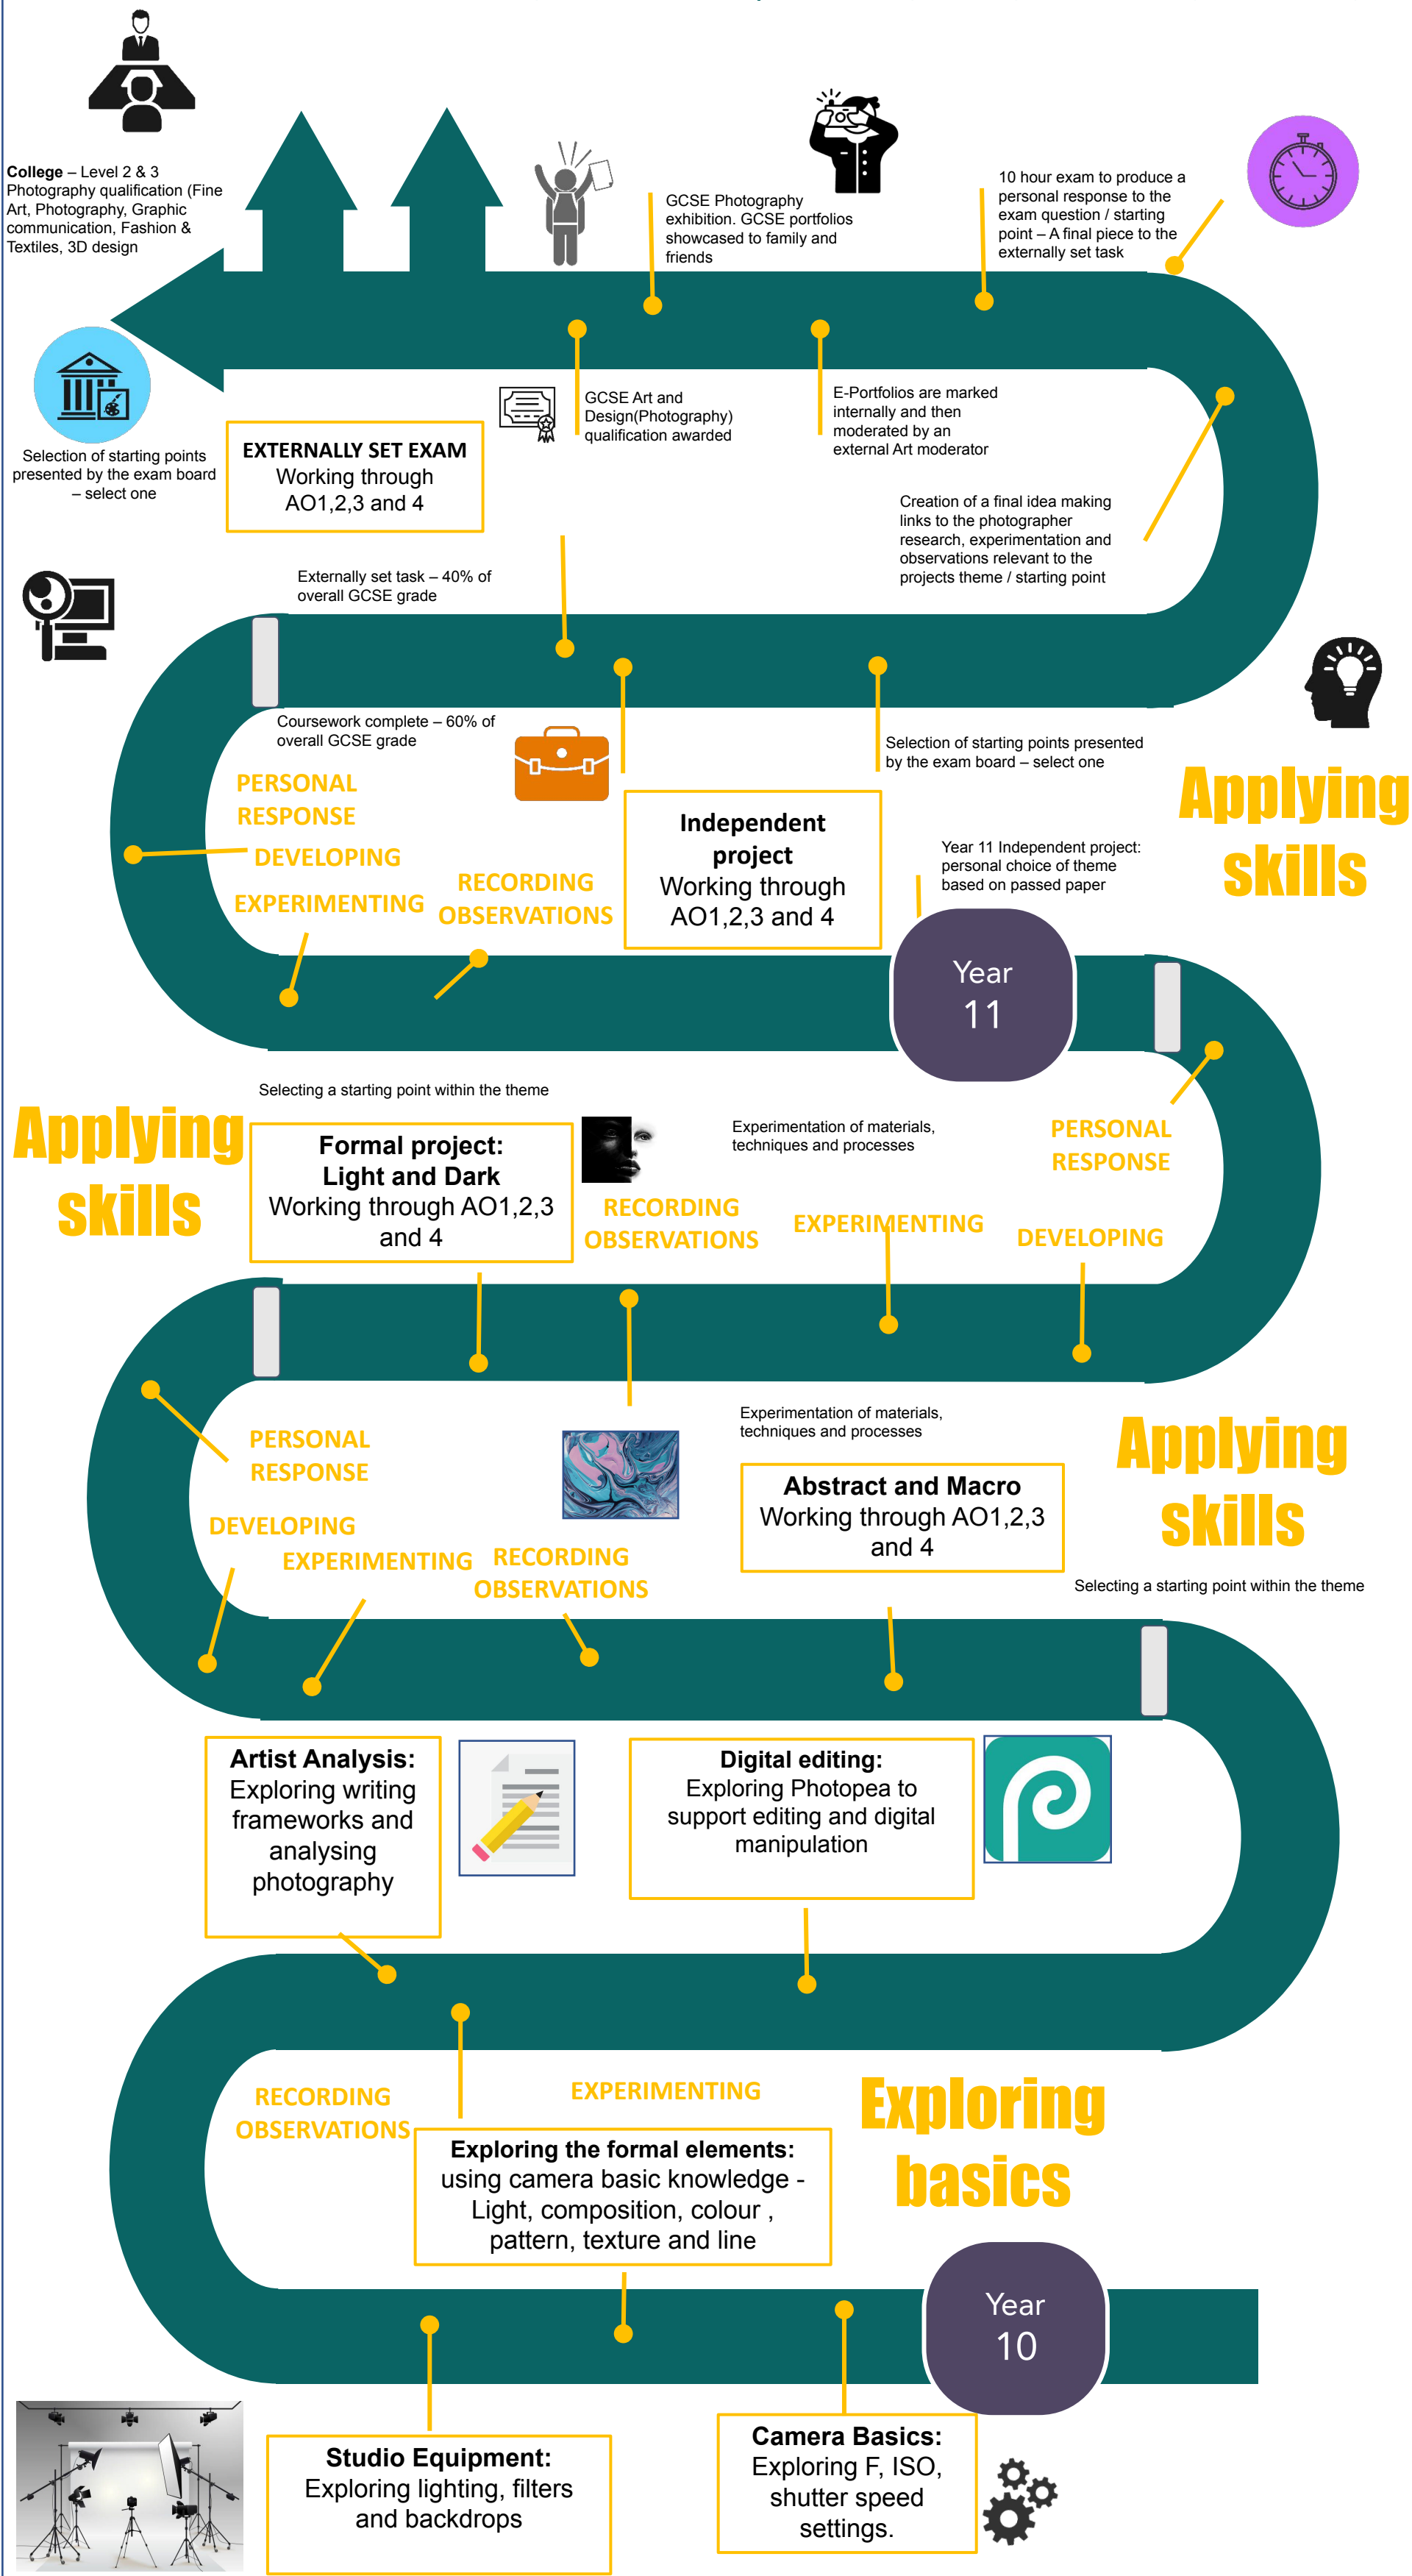 College – Level 2 & 3
Photography qualification (Fine
Art, Photography, Graphic
communication, Fashion &
Textiles, 3D design
GCSE Photography
exhibition. GCSE portfolios
showcased to family and
friends
10 hour exam to produce a
personal response to the
exam question / starting
point – A final piece to the
externally set task
Selection of starting points
presented by the exam board
– select one
EXTERNALLY SET EXAM
Working through
AO1,2,3 and 4
GCSE Art and
Design(Photography)
qualification awarded
E-Portfolios are marked
internally and then
moderated by an
external Art moderator
Creation of a final idea making
links to the photographer
research, experimentation and
observations relevant to the
projects theme / starting point
Externally set task – 40% of
overall GCSE grade
Coursework complete – 60% of
overall GCSE grade
Selection of starting points presented
by the exam board – select one
Applying
skills
PERSONAL
RESPONSE
DEVELOPING
EXPERIMENTING
RECORDING
OBSERVATIONS
Independent
project
Working through
AO1,2,3 and 4
Year 11 Independent project:
personal choice of theme
based on passed paper
Year
11
Selecting a starting point within the theme
Applying
skills
Formal project:
Light and Dark
Working through AO1,2,3
and 4
Experimentation of materials,
techniques and processes
RECORDING
OBSERVATIONS
EXPERIMENTING
DEVELOPING
PERSONAL
RESPONSE
PERSONAL
RESPONSE
DEVELOPING
EXPERIMENTING
RECORDING
OBSERVATIONS
Experimentation of materials,
techniques and processes
Abstract and Macro
Working through AO1,2,3
and 4
Applying
skills
Selecting a starting point within the theme
Artist Analysis:
Exploring writing
frameworks and
analysing
photography
Digital editing:
Exploring Photopea to
support editing and digital
manipulation
RECORDING
OBSERVATIONS
EXPERIMENTING
Exploring
basics
Exploring the formal elements:
using camera basic knowledge -
Light, composition, colour ,
pattern, texture and line
Year
10
Studio Equipment:
Exploring lighting, filters
and backdrops
Camera Basics:
Exploring F, ISO,
shutter speed
settings.